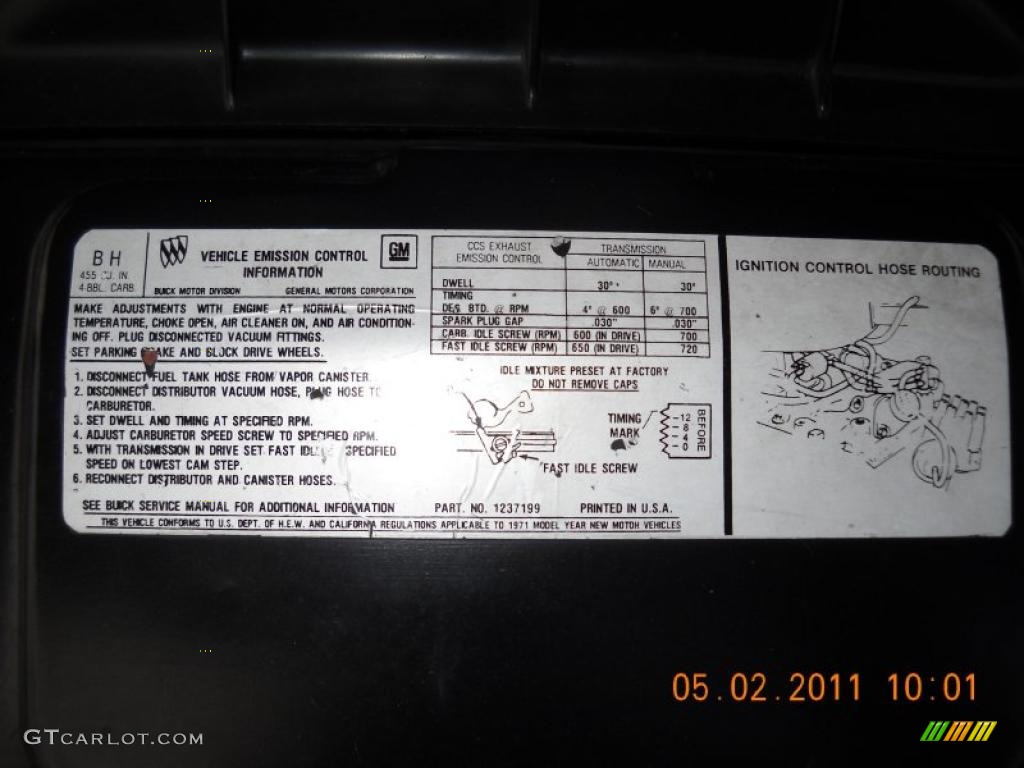 BH
455 CU. IN.
4-BBL. CARB.
VEHICLE EMISSION CONTROL
INFORMATION
BUICK MOTOR DIVISION GENERAL MOTORS CORPORATION
GM
MAKE ADJUSTMENTS WITH ENGINE AT NORMAL OPERATING
TEMPERATURE, CHOKE OPEN, AIR CLEANER ON, AND AIR CONDITION-
ING OFF. PLUG DISCONNECTED VACUUM FITTINGS.
SET PARKING BRAKE AND BLOCK DRIVE WHEELS.
1. DISCONNECT FUEL TANK HOSE FROM VAPOR CANISTER.
2. DISCONNECT DISTRIBUTOR VACUUM HOSE, PLUG HOSE TO
CARBURETOR.
3. SET DWELL AND TIMING AT SPECIFIED RPM.
4. ADJUST CARBURETOR SPEED SCREW TO SPECIFIED RPM.
5. WITH TRANSMISSION IN DRIVE SET FAST IDLE SPECIFIED
SPEED ON LOWEST CAM STEP.
6. RECONNECT DISTRIBUTOR AND CANISTER HOSES.
CCS EXHAUST
EMISSION CONTROL
TRANSMISSION
AUTOMATIC MANUAL
DWELL 30° 30°
TIMING
DEG BTD. @ RPM 4° @ 600 6° @ 700
SPARK PLUG GAP .030" .030"
CARB. IDLE SCREW (RPM) 600 (IN DRIVE) 700
FAST IDLE SCREW (RPM) 650 (IN DRIVE) 720
IDLE MIXTURE PRESET AT FACTORY
DO NOT REMOVE CAPS
TIMING
MARK
12
8
4
0
BEFORE
FAST IDLE SCREW
SEE BUICK SERVICE MANUAL FOR ADDITIONAL INFORMATION PART. NO. 1237199 PRINTED IN U.S.A.
THIS VEHICLE CONFORMS TO U.S. DEPT. OF H.E.W. AND CALIFORNIA REGULATIONS APPLICABLE TO 1971 MODEL YEAR NEW MOTOR VEHICLES
IGNITION CONTROL HOSE ROUTING
05.02.2011 10:01
GTCARLOT.COM